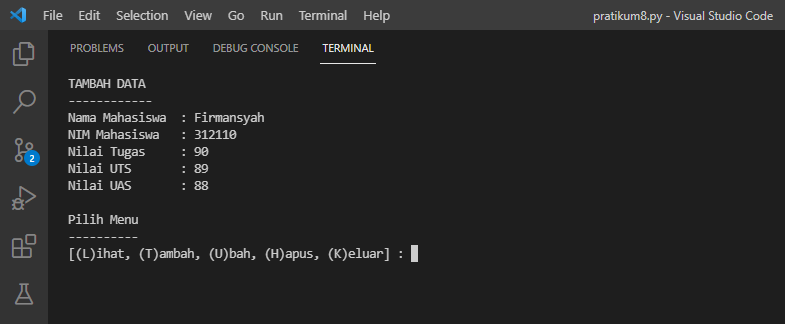 File Edit Selection View Go Run Terminal Help pratikum8.py - Visual Studio Code
PROBLEMS OUTPUT DEBUG CONSOLE TERMINAL
TAMBAH DATA
------------
Nama Mahasiswa  : Firmansyah
NIM Mahasiswa   : 312110
Nilai Tugas     : 90
Nilai UTS       : 89
Nilai UAS       : 88
2
Pilih Menu
----------
[(L)ihat, (T)ambah, (U)bah, (H)apus, (K)eluar] :